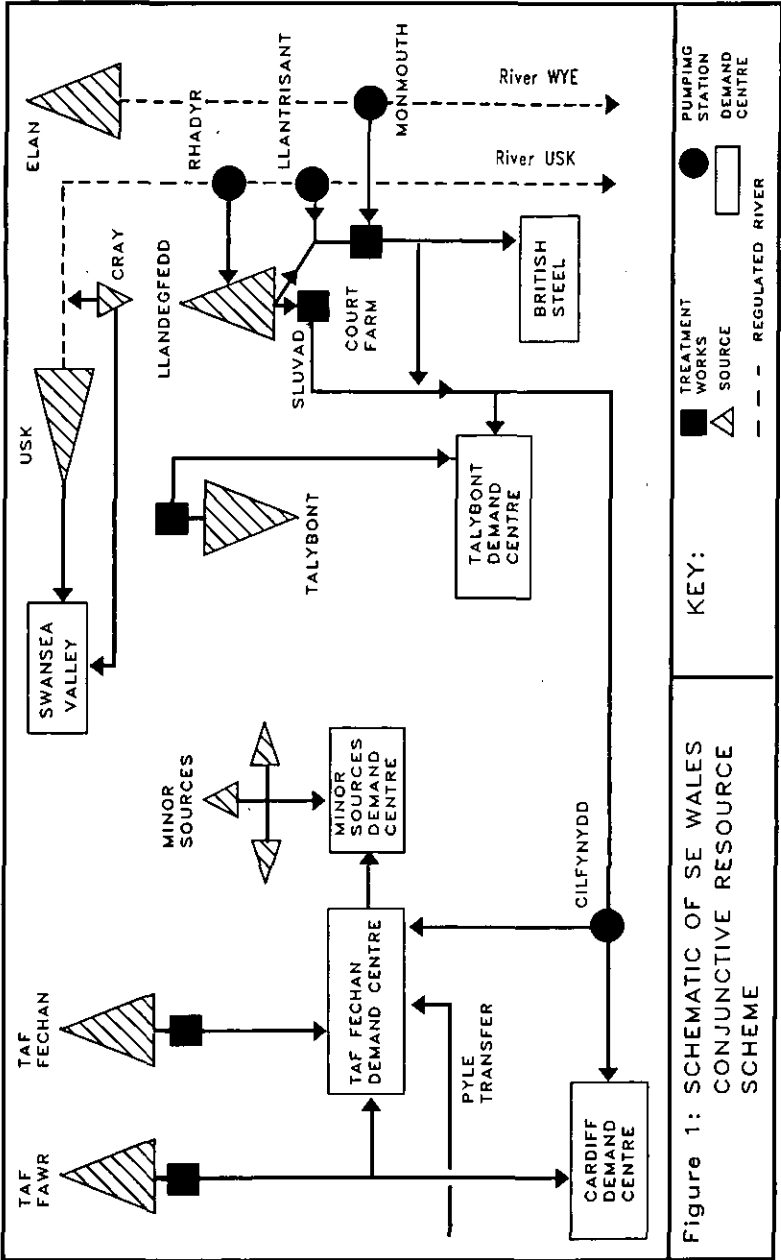 TAF
FAWR
TAF
FECHAN
MINOR
SOURCES
SWANSEA
VALLEY
USK
CRAY
ELAN
TALYBONT
LLANDEGFEDD
RHADYR
LLANTRISANT
SLUVAD
COURT
FARM
MONMOUTH
River WYE
River USK
TAF FECHAN
DEMAND CENTRE
MINOR
SOURCES
DEMAND
CENTRE
TALYBONT
DEMAND
CENTRE
BRITISH
STEEL
PYLE
TRANSFER
CILFYNYDD
CARDIFF
DEMAND
CENTRE
Figure 1: SCHEMATIC OF SE WALES
CONJUNCTIVE RESOURCE
SCHEME
KEY:
TREATMENT
WORKS
SOURCE
REGULATED RIVER
PUMPIMG
STATION
DEMAND
CENTRE